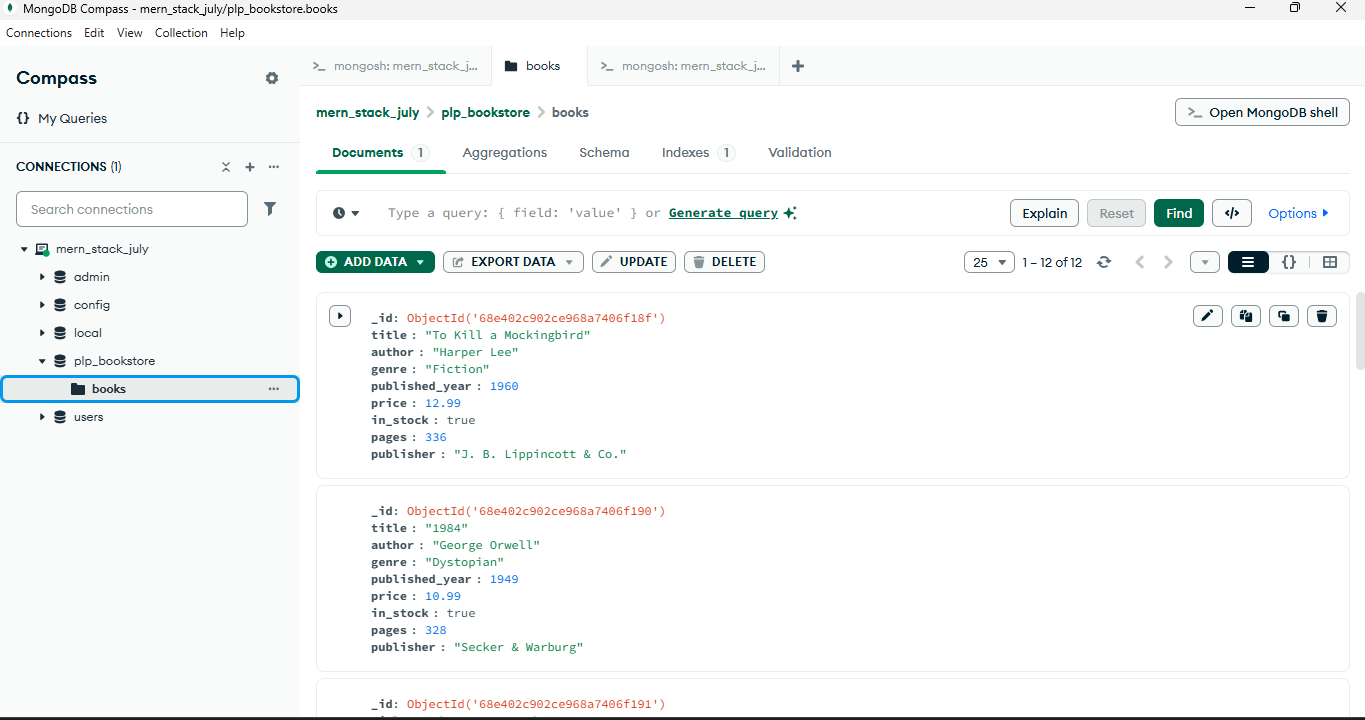 MongoDB Compass - mern_stack_july/plp_bookstore.books
Connections Edit View Collection Help
Compass
My Queries
CONNECTIONS (1)
Search connections
mern_stack_july
admin
config
local
plp_bookstore
books
users
>_ mongosh: mern_stack_j...
books
>_ mongosh: mern_stack_j...
mern_stack_july > plp_bookstore > books
>_ Open MongoDB shell
Documents 1 Aggregations Schema Indexes 1 Validation
Type a query: { field: 'value' } or Generate query
Explain Reset Find </> Options
ADD DATA EXPORT DATA UPDATE DELETE
25 1 – 12 of 12 {}
_id: ObjectId('68e402c902ce968a7406f18f')
title : "To Kill a Mockingbird"
author : "Harper Lee"
genre : "Fiction"
published_year : 1960
price : 12.99
in_stock : true
pages : 336
publisher : "J. B. Lippincott & Co."
_id: ObjectId('68e402c902ce968a7406f190')
title : "1984"
author : "George Orwell"
genre : "Dystopian"
published_year : 1949
price : 10.99
in_stock : true
pages : 328
publisher : "Secker & Warburg"
_id: ObjectId('68e402c902ce968a7406f191')